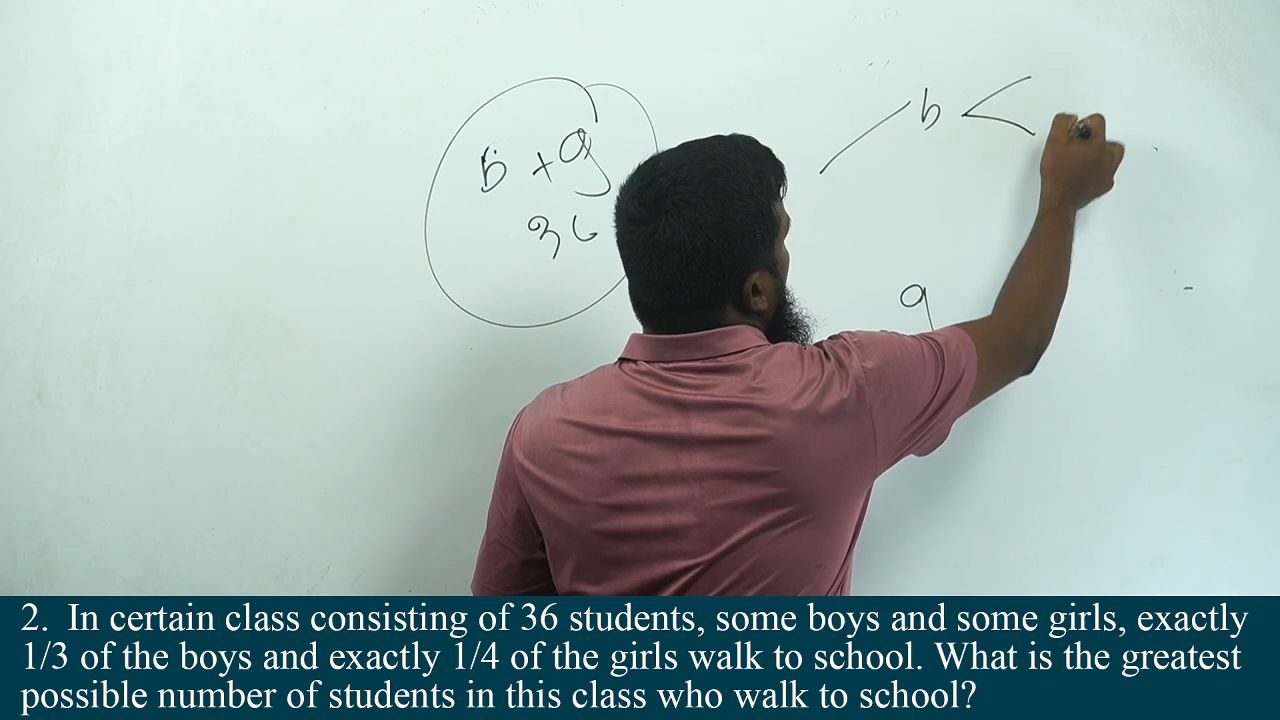 b + g
36
b
g
2. In certain class consisting of 36 students, some boys and some girls, exactly
1/3 of the boys and exactly 1/4 of the girls walk to school. What is the greatest
possible number of students in this class who walk to school?